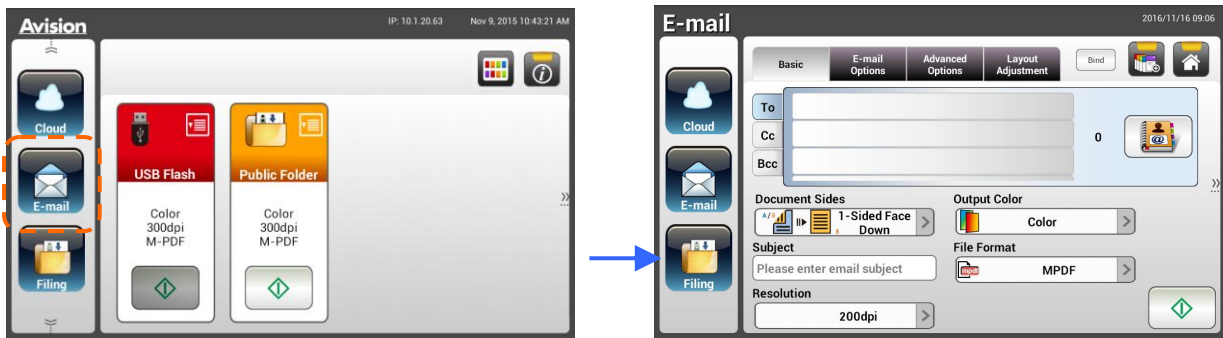 Avision
IP: 10.1.20.63
Nov 9, 2015 10:43:21 AM
Cloud
E-mail
Filing
USB Flash
Color
300dpi
M-PDF
Public Folder
Color
300dpi
M-PDF
E-mail
2016/11/16 09:06
Cloud
E-mail
Filing
Basic
E-mail
Options
Advanced
Options
Layout
Adjustment
Bind
To
Cc
Bcc
0
Document Sides
1-Sided Face
Down
Output Color
Color
Subject
Please enter email subject
File Format
mpdf
MPDF
Resolution
200dpi